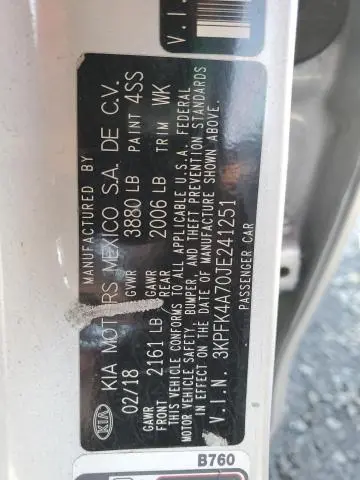 MANUFACTURED BY
KIA MOTORS MEXICO S.A. DE C.V.
02/18 GVWR 3880 LB PAINT 4SS
GAWR FRONT 2161 LB GAWR REAR 2006 LB TRIM WK
THIS VEHICLE CONFORMS TO ALL APPLICABLE U.S.A. FEDERAL
MOTOR VEHICLE SAFETY, BUMPER, AND THEFT PREVENTION STANDARDS
IN EFFECT ON THE DATE OF MANUFACTURE SHOWN ABOVE.
V.I.N. 3KPFK4A70JE241251
PASSENGER CAR
KIA
V.I.N.
B760